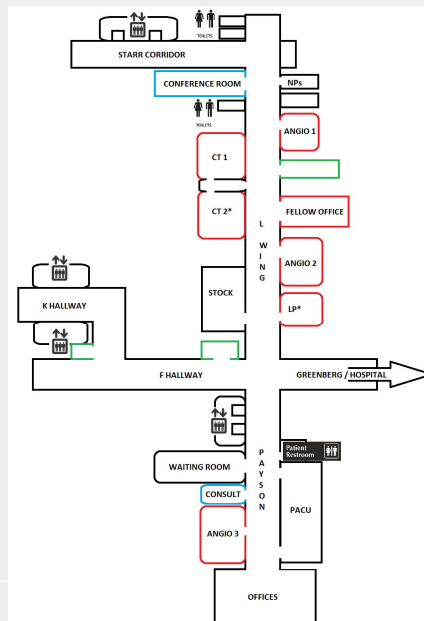 TOILETS
STARR CORRIDOR
CONFERENCE ROOM
NPs
TOILETS
ANGIO 1
CT 1
CT 2*
FELLOW OFFICE
L WING
ANGIO 2
STOCK
K HALLWAY
LP*
F HALLWAY
GREENBERG / HOSPITAL
PAYSON
Patient
Restroom
WAITING ROOM
CONSULT
PACU
ANGIO 3
OFFICES